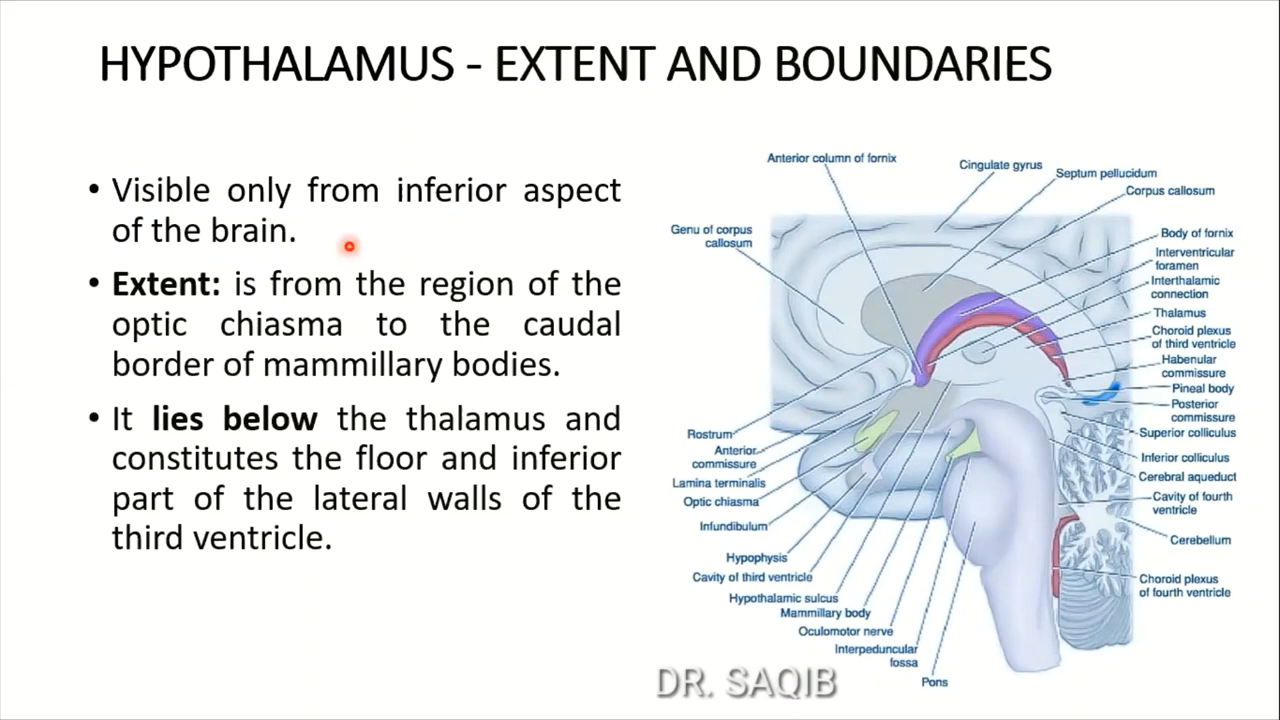 HYPOTHALAMUS - EXTENT AND BOUNDARIES
• Visible only from inferior aspect
of the brain.
• Extent: is from the region of the
optic chiasma to the caudal
border of mammillary bodies.
• It lies below the thalamus and
constitutes the floor and inferior
part of the lateral walls of the
third ventricle.
Anterior column of fornix
Cingulate gyrus
Septum pellucidum
Corpus callosum
Genu of corpus
callosum
Body of fornix
Interventricular
foramen
Interthalamic
connection
Thalamus
Choroid plexus
of third ventricle
Habenular
commissure
Pineal body
Posterior
commissure
Superior colliculus
Inferior colliculus
Cerebral aqueduct
Cavity of fourth
ventricle
Cerebellum
Choroid plexus
of fourth ventricle
Rostrum
Anterior
commissure
Lamina terminalis
Optic chiasma
Infundibulum
Hypophysis
Cavity of third ventricle
Hypothalamic sulcus
Mammillary body
Oculomotor nerve
Interpeduncular
fossa
Pons
DR. SAQIB